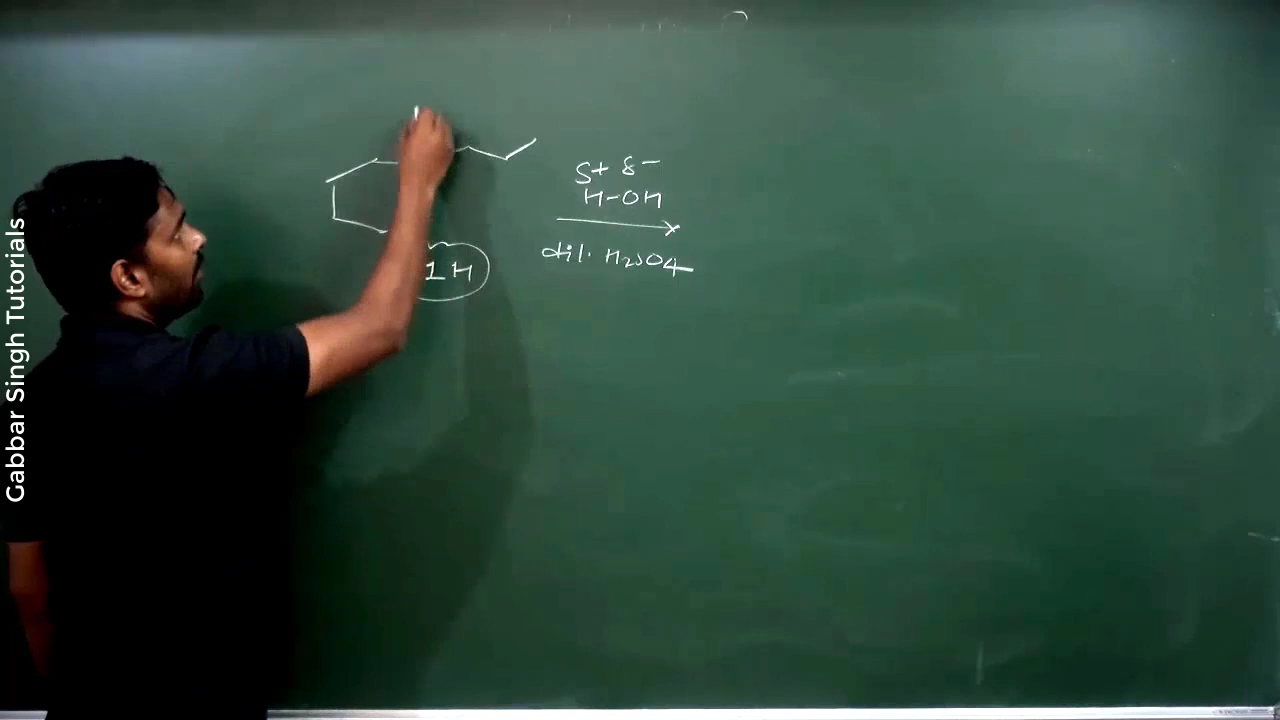 Gabbar Singh Tutorials
δ+ δ−
H-OH
dil. H₂SO₄
1H